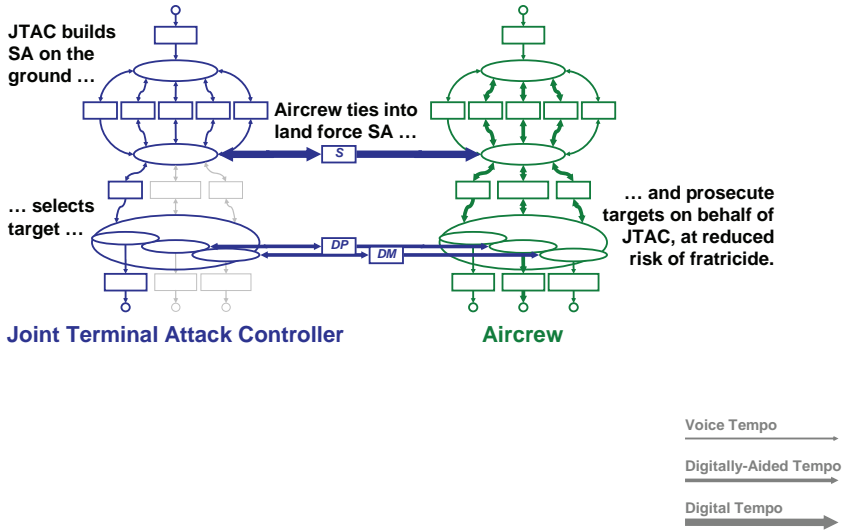 JTAC builds
SA on the
ground …
Aircrew ties into
land force SA …
S
… selects
target …
… and prosecute
targets on behalf of
JTAC, at reduced
risk of fratricide.
DP
DM
Joint Terminal Attack Controller
Aircrew
Voice Tempo
Digitally-Aided Tempo
Digital Tempo